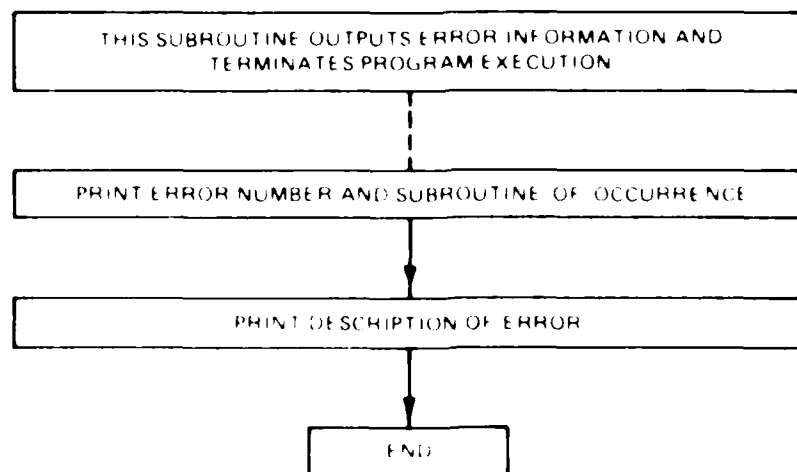 THIS SUBROUTINE OUTPUTS ERROR INFORMATION AND
TERMINATES PROGRAM EXECUTION
PRINT ERROR NUMBER AND SUBROUTINE OF OCCURRENCE
PRINT DESCRIPTION OF ERROR
END